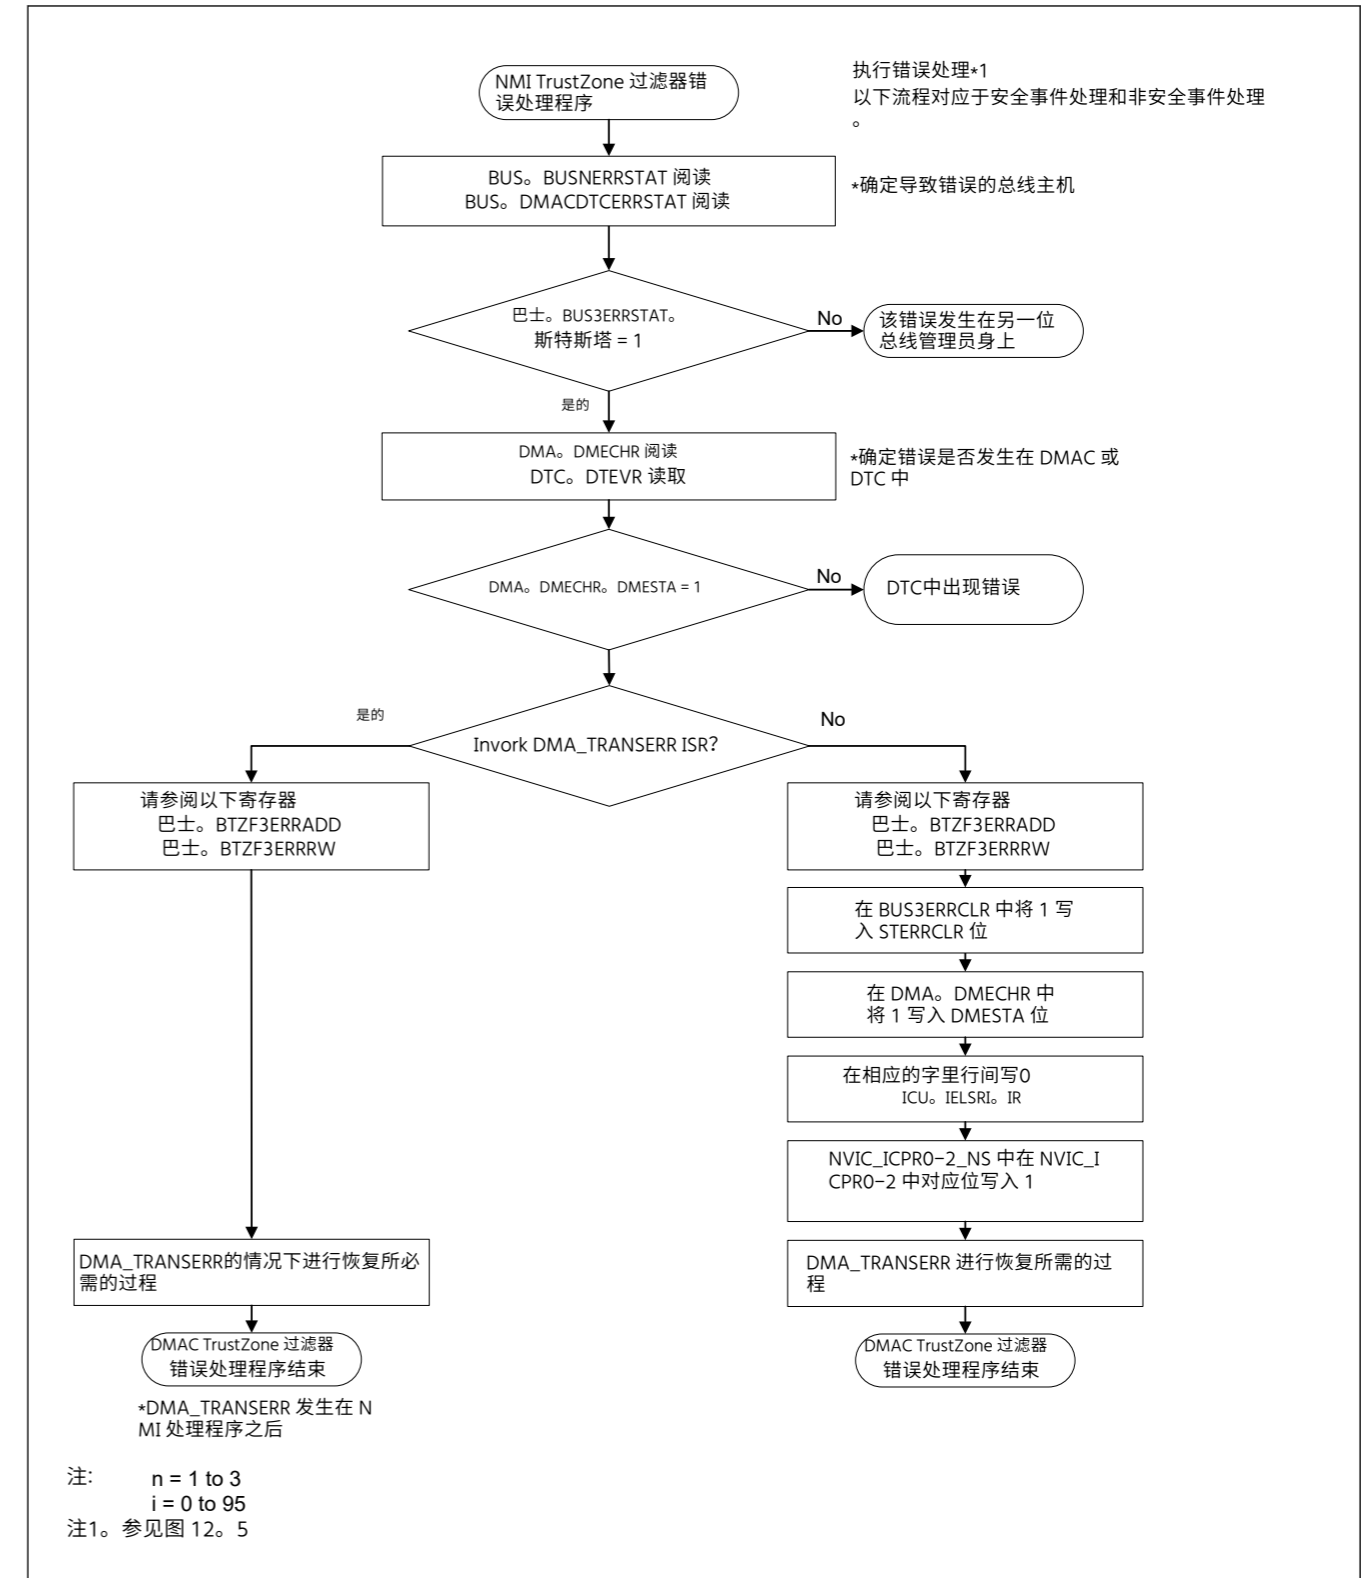 NMI TrustZone 过滤器错
误处理程序
执行错误处理*1
以下流程对应于安全事件处理和非安全事件处理
。
BUS。BUSNERRSTAT 阅读
BUS。DMACDTCERRSTAT 阅读
*确定导致错误的总线主机
巴士。BUS3ERRSTAT。
斯特斯塔 = 1
No
该错误发生在另一位
总线管理员身上
是的
DMA。DMECHR 阅读
DTC。DTEVR 读取
*确定错误是否发生在 DMAC 或
DTC 中
DMA。DMECHR。DMESTA = 1
No
DTC中出现错误
是的
Invork DMA_TRANSERR ISR?
No
请参阅以下寄存器
巴士。BTZF3ERRADD
巴士。BTZF3ERRRW
请参阅以下寄存器
巴士。BTZF3ERRADD
巴士。BTZF3ERRRW
在 BUS3ERRCLR 中将 1 写
入 STERRCLR 位
在 DMA。DMECHR 中
将 1 写入 DMESTA 位
在相应的字里行间写0
ICU。IELSRI。IR
NVIC_ICPR0-2_NS 中在 NVIC_I
CPR0-2 中对应位写入 1
DMA_TRANSERR的情况下进行恢复所必
需的过程
DMA_TRANSERR 进行恢复所需的过
程
DMAC TrustZone 过滤器
错误处理程序结束
DMAC TrustZone 过滤器
错误处理程序结束
*DMA_TRANSERR 发生在 N
MI 处理程序之后
注: n = 1 to 3
i = 0 to 95
注1。参见图 12。5